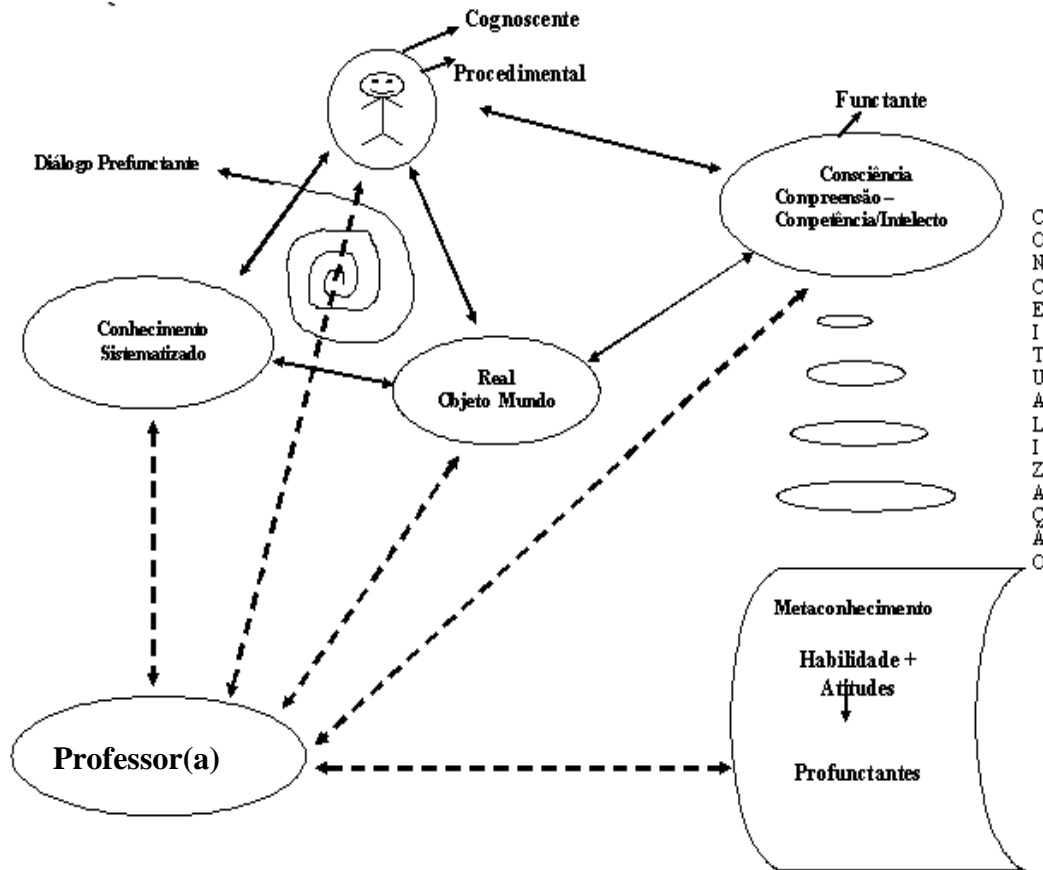 Cognoscente
Procedimental
Functante
Diálogo Prefunctante
Consciência
Compreensão –
Competência/Intelecto
CONCEITUALIZAÇÃO
Conhecimento
Sistematizado
Real
Objeto Mundo
Metaconhecimento
Habilidade +
Atitudes
Professor(a)
Profunctantes